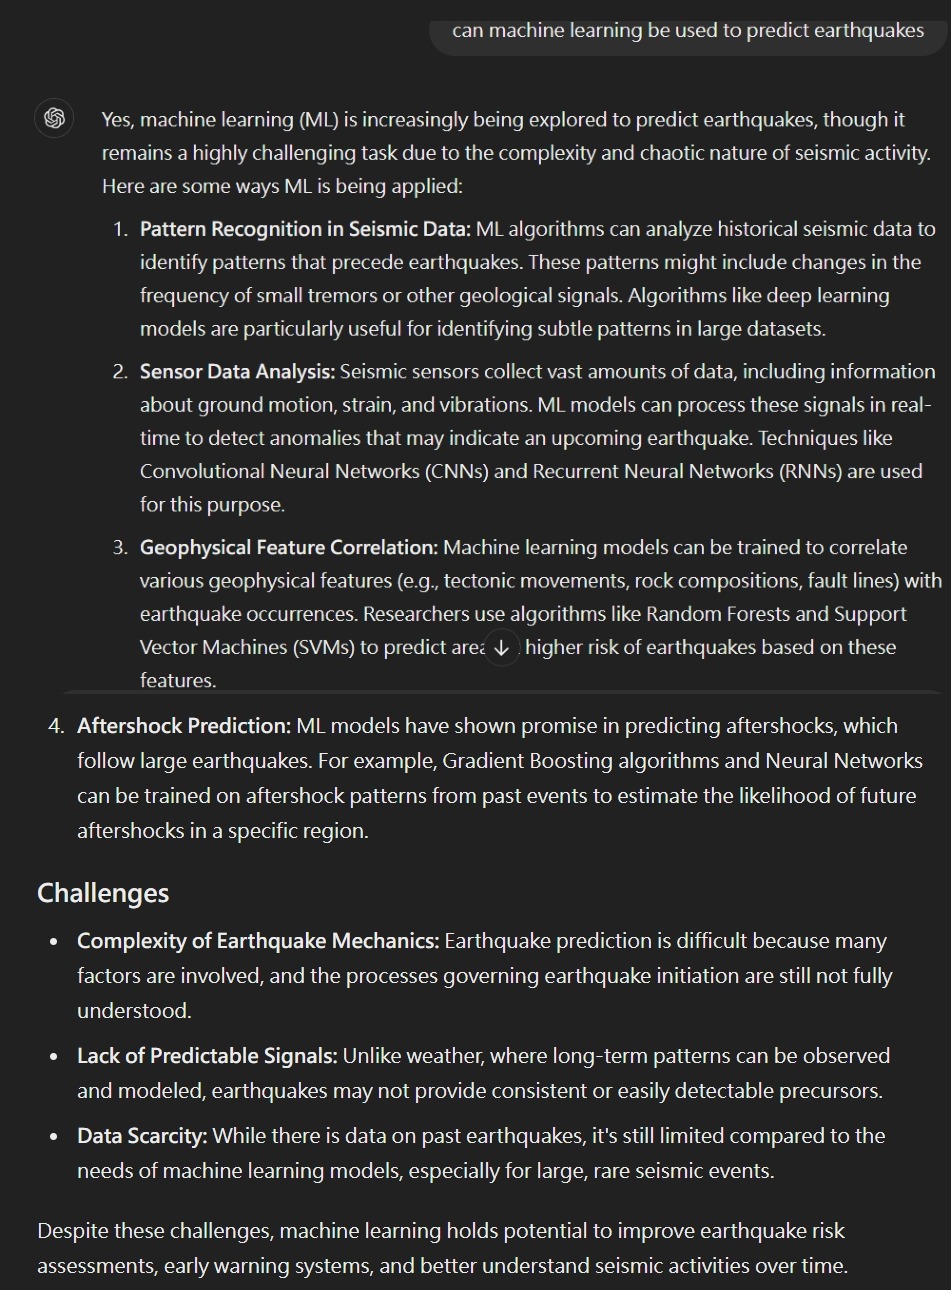 can machine learning be used to predict earthquakes
Yes, machine learning (ML) is increasingly being explored to predict earthquakes, though it
remains a highly challenging task due to the complexity and chaotic nature of seismic activity.
Here are some ways ML is being applied:
1. Pattern Recognition in Seismic Data: ML algorithms can analyze historical seismic data to
identify patterns that precede earthquakes. These patterns might include changes in the
frequency of small tremors or other geological signals. Algorithms like deep learning
models are particularly useful for identifying subtle patterns in large datasets.
2. Sensor Data Analysis: Seismic sensors collect vast amounts of data, including information
about ground motion, strain, and vibrations. ML models can process these signals in real-
time to detect anomalies that may indicate an upcoming earthquake. Techniques like
Convolutional Neural Networks (CNNs) and Recurrent Neural Networks (RNNs) are used
for this purpose.
3. Geophysical Feature Correlation: Machine learning models can be trained to correlate
various geophysical features (e.g., tectonic movements, rock compositions, fault lines) with
earthquake occurrences. Researchers use algorithms like Random Forests and Support
Vector Machines (SVMs) to predict higher risk of earthquakes based on these
features.
4. Aftershock Prediction: ML models have shown promise in predicting aftershocks, which
follow large earthquakes. For example, Gradient Boosting algorithms and Neural Networks
can be trained on aftershock patterns from past events to estimate the likelihood of future
aftershocks in a specific region.
Challenges
• Complexity of Earthquake Mechanics: Earthquake prediction is difficult because many
factors are involved, and the processes governing earthquake initiation are still not fully
understood.
• Lack of Predictable Signals: Unlike weather, where long-term patterns can be observed
and modeled, earthquakes may not provide consistent or easily detectable precursors.
• Data Scarcity: While there is data on past earthquakes, it's still limited compared to the
needs of machine learning models, especially for large, rare seismic events.
Despite these challenges, machine learning holds potential to improve earthquake risk
assessments, early warning systems, and better understand seismic activities over time.